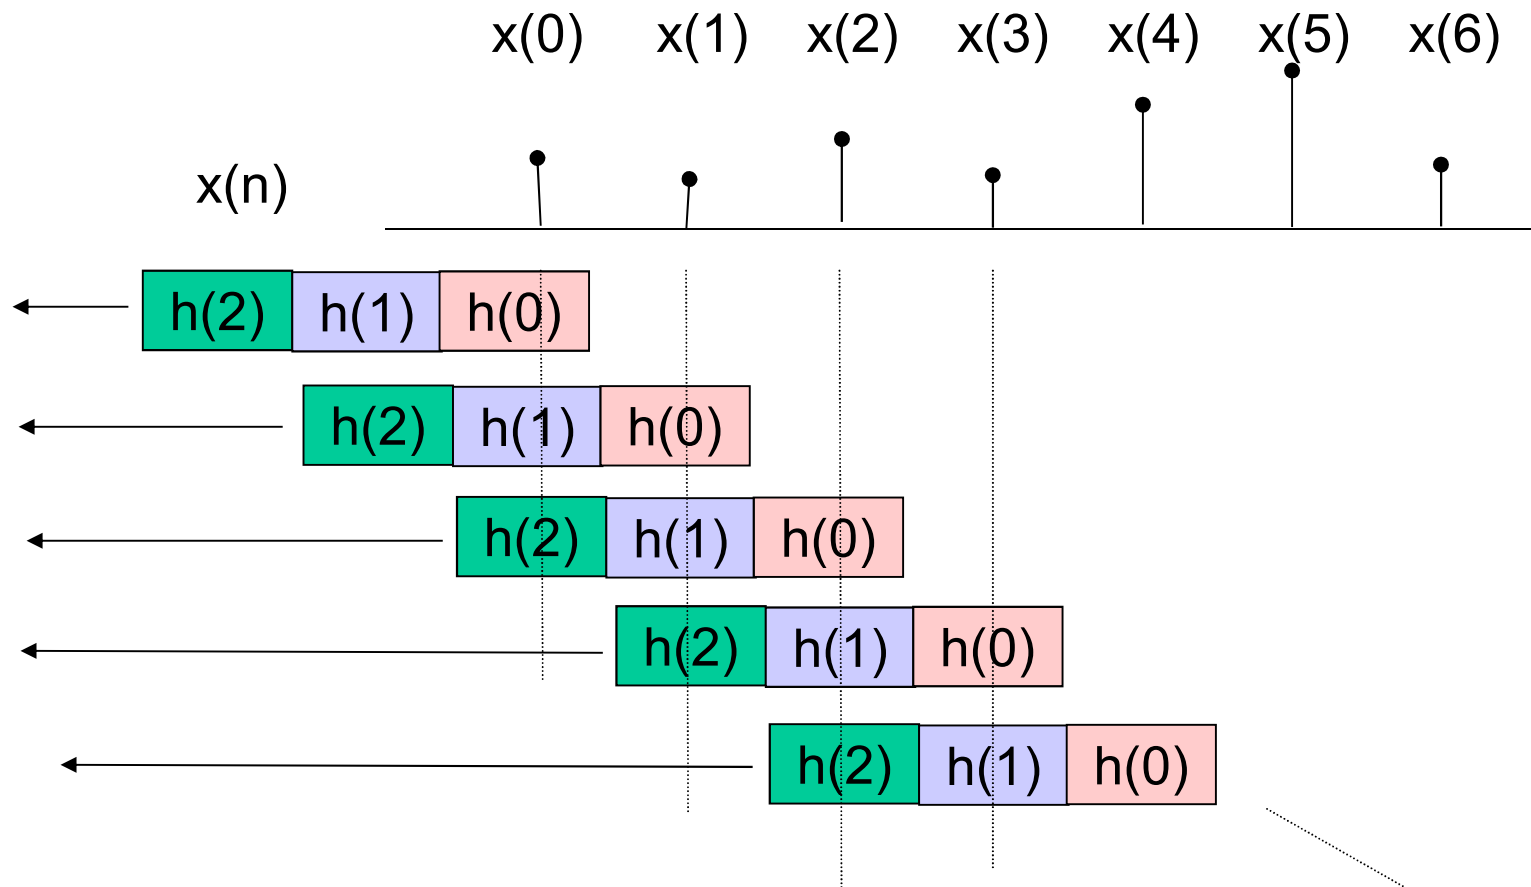 x(0) x(1) x(2) x(3) x(4) x(5) x(6)
x(n)
h(2) h(1) h(0)
h(2) h(1) h(0)
h(2) h(1) h(0)
h(2) h(1) h(0)
h(2) h(1) h(0)